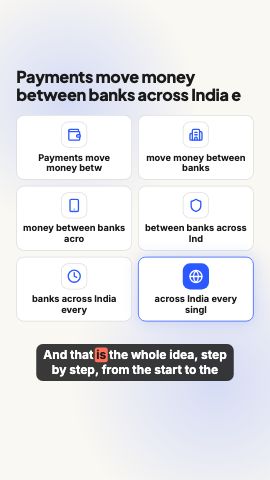 Payments move money
between banks across India e
Payments move
money betw
move money between
banks
money between banks
acro
between banks across
Ind
banks across India
every
across India every
singl
And that is the whole idea, step
by step, from the start to the